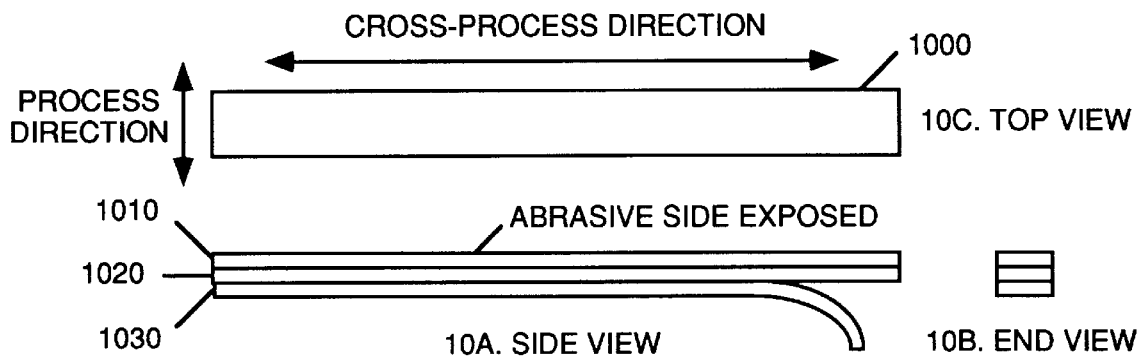 CROSS-PROCESS DIRECTION
1000
PROCESS
DIRECTION
10C. TOP VIEW
1010
ABRASIVE SIDE EXPOSED
1020
1030
10A. SIDE VIEW
10B. END VIEW